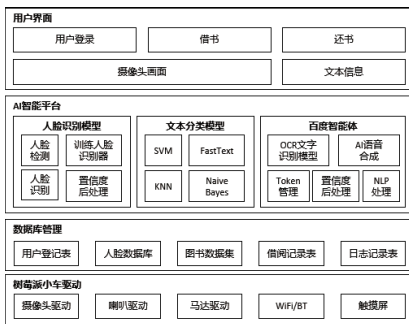 用户界面
用户登录 借书 还书
摄像头画面 文本信息
AI智能平台
人脸识别模型
人脸
检测
训练人脸
识别器
人脸
识别
置信度
后处理
文本分类模型
SVM FastText
KNN
Naive
Bayes
百度智能体
OCR文字
识别模型
AI语音
合成
Token
管理
置信度
后处理
NLP
处理
数据库管理
用户登记表 人脸数据库 图书数据集 借阅记录表 日志记录表
树莓派小车驱动
摄像头驱动 喇叭驱动 马达驱动 WiFi/BT 触摸屏